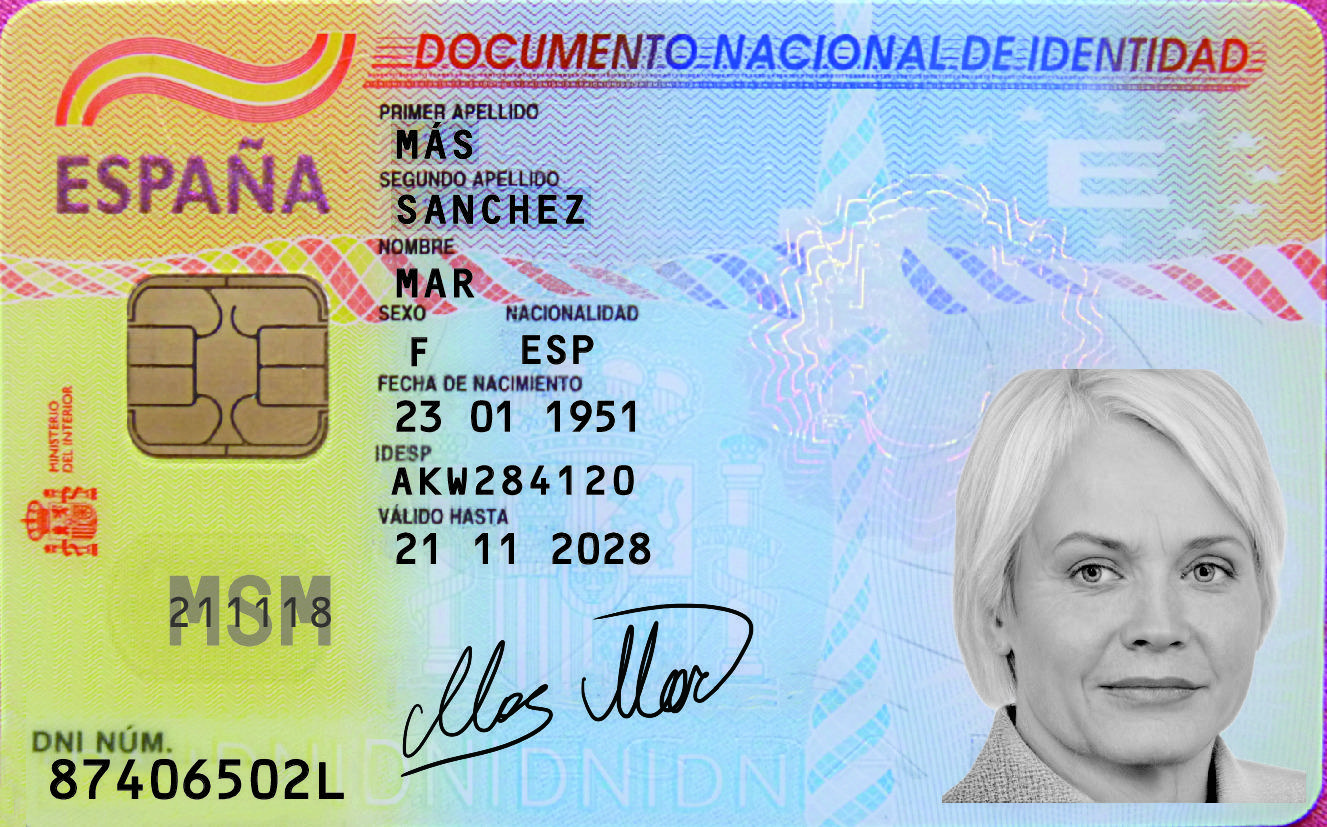 DOCUMENTO NACIONAL DE IDENTIDAD
ESPAÑA
PRIMER APELLIDO
MÁS
SEGUNDO APELLIDO
SANCHEZ
NOMBRE
MAR
SEXO NACIONALIDAD
F ESP
FECHA DE NACIMIENTO
23 01 1951
IDESP
AKW284120
VÁLIDO HASTA
21 11 2028
MINISTERIO
DEL INTERIOR
E
MSM
211118
Mas Mar
DNI NÚM.
87406502L
DNIDNIDNIDNI